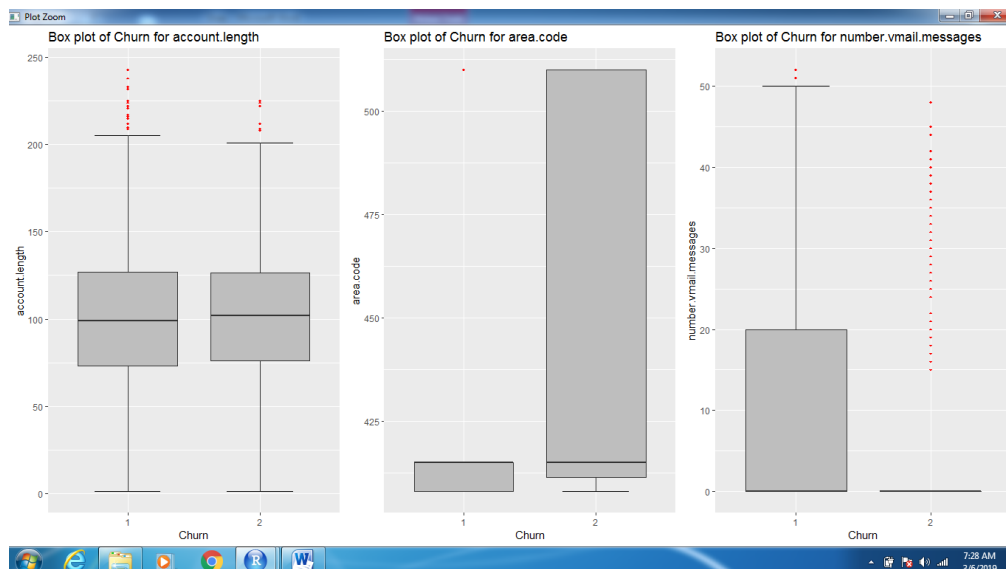 Plot Zoom
Box plot of Churn for account.length
250
200
150
100
50
0
account.length
1
2
Churn
Box plot of Churn for area.code
500
475
450
425
area.code
1
2
Churn
Box plot of Churn for number.vmail.messages
50
40
30
20
10
0
number.vmail.messages
1
2
Churn
7:28 AM
3/6/2019